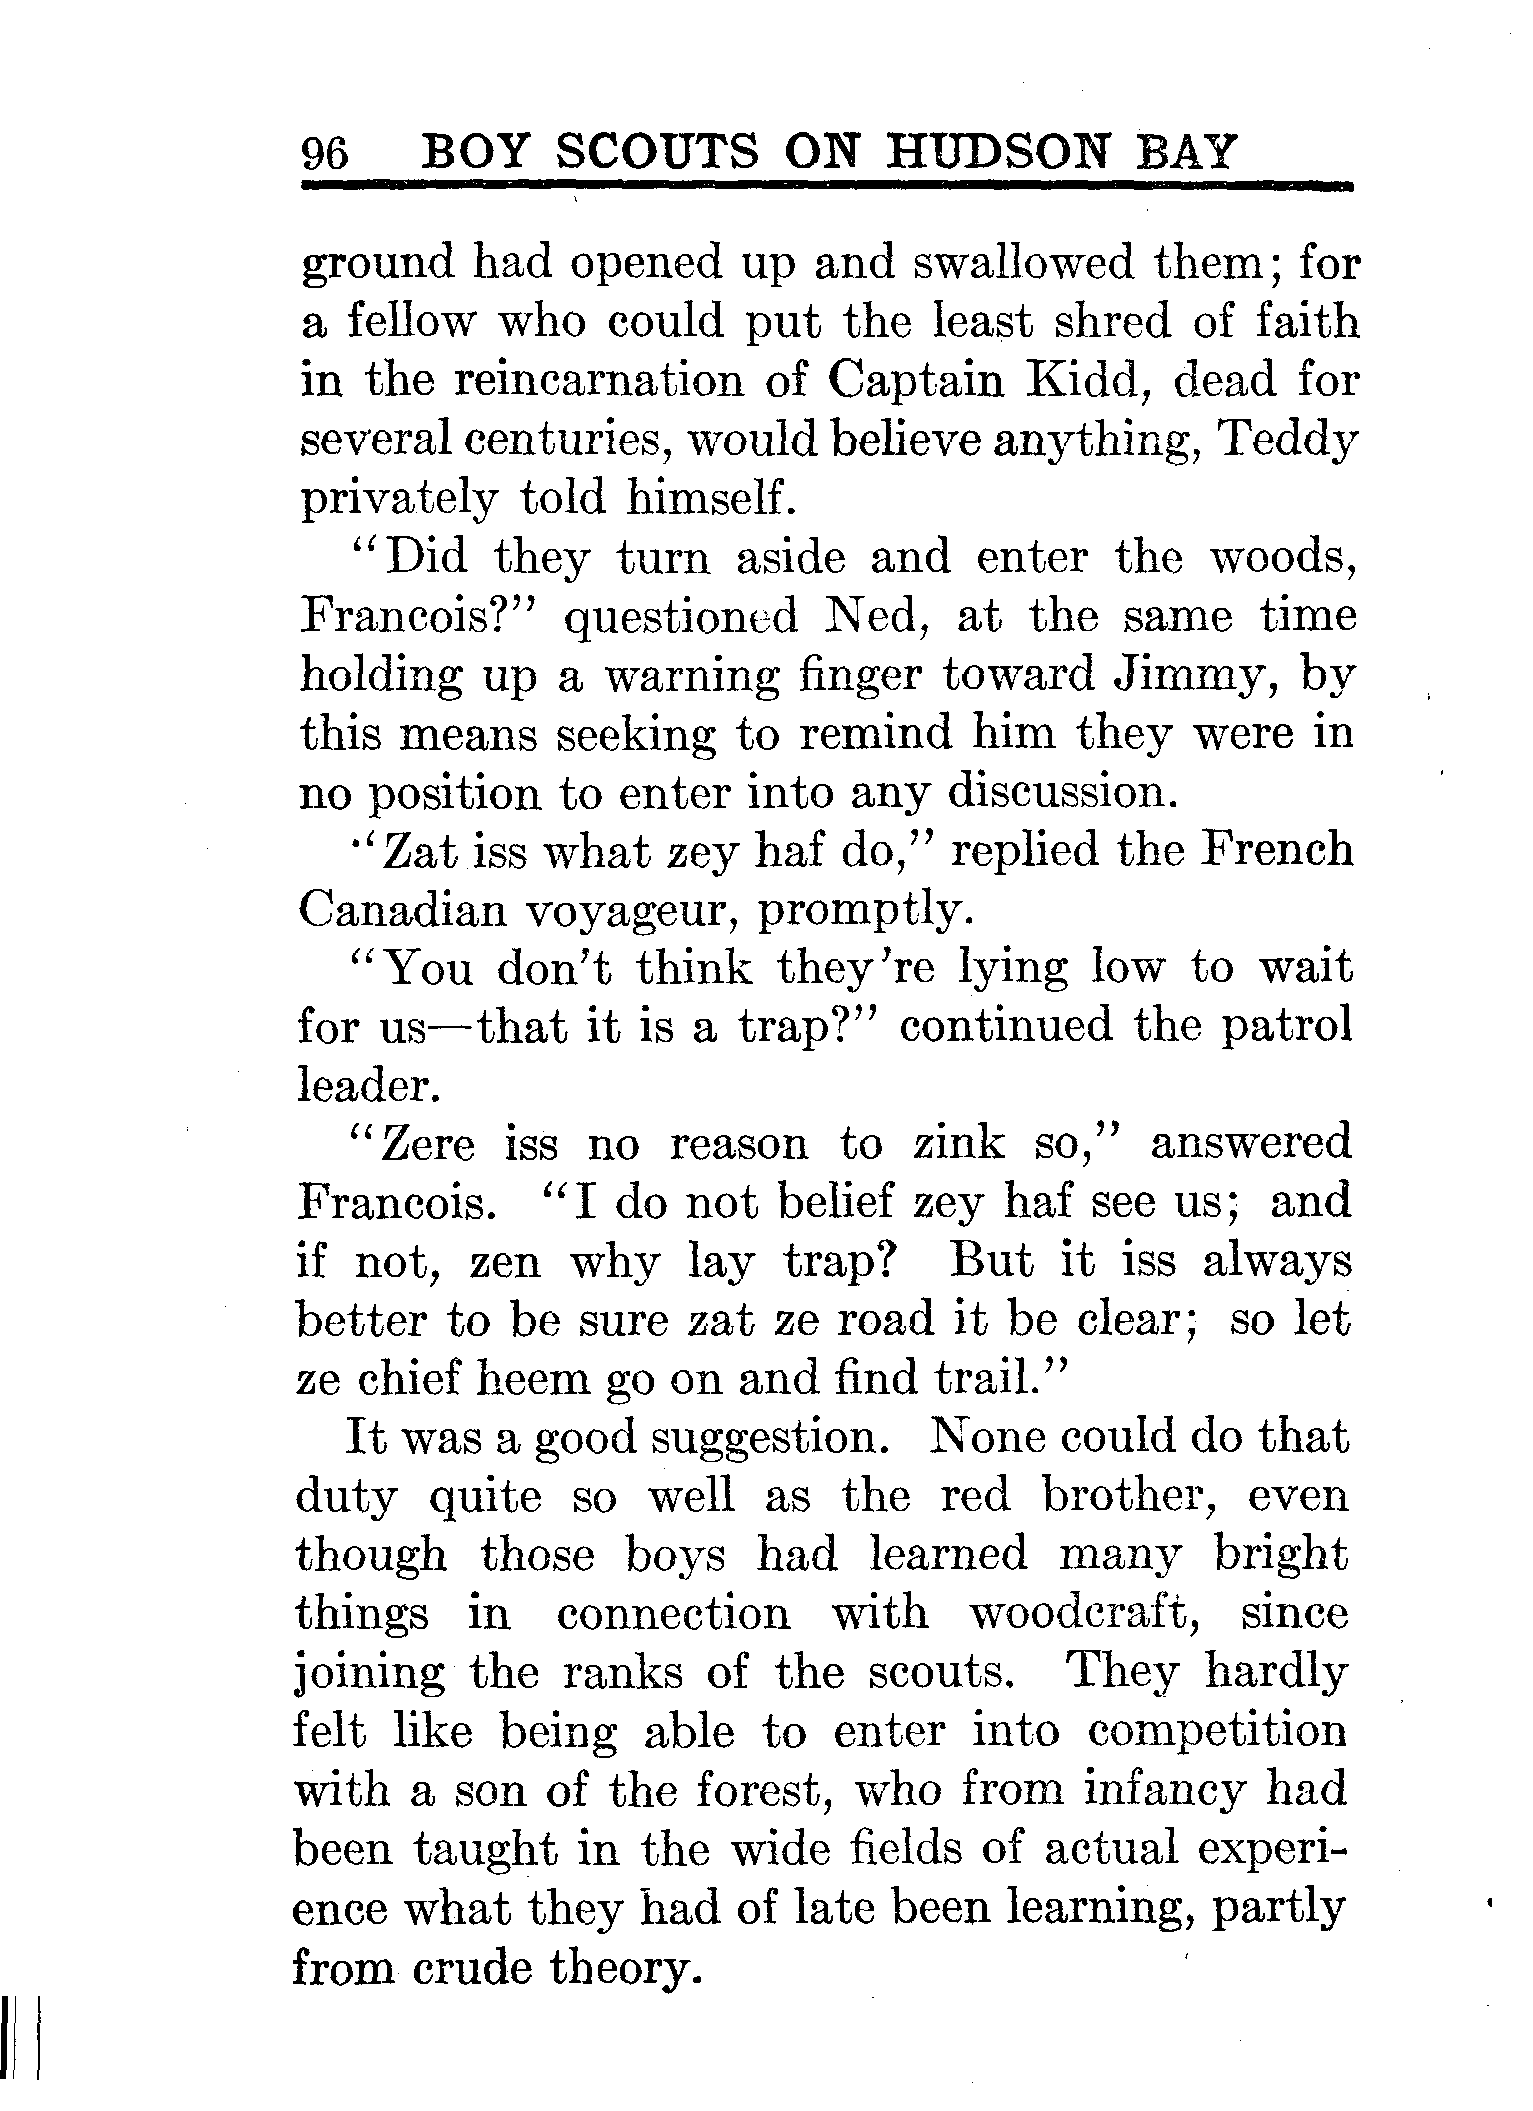 96 BOY SCOUTS ON HUDSON BAY
ground had opened up and swallowed them; for
a fellow who could put the least shred of faith
in the reincarnation of Captain Kidd, dead for
several centuries, would believe anything, Teddy
privately told himself.
"Did they turn aside and enter the woods,
Francois?" questioned Ned, at the same time
holding up a warning finger toward Jimmy, by
this means seeking to remind him they were in
no position to enter into any discussion.
"Zat iss what zey haf do," replied the French
Canadian voyageur, promptly.
"You don't think they're lying low to wait
for us—that it is a trap?" continued the patrol
leader.
"Zere iss no reason to zink so," answered
Francois. "I do not belief zey haf see us; and
if not, zen why lay trap? But it iss always
better to be sure zat ze road it be clear; so let
ze chief heem go on and find trail."
It was a good suggestion. None could do that
duty quite so well as the red brother, even
though those boys had learned many bright
things in connection with woodcraft, since
joining the ranks of the scouts. They hardly
felt like being able to enter into competition
with a son of the forest, who from infancy had
been taught in the wide fields of actual experi-
ence what they had of late been learning, partly
from crude theory.